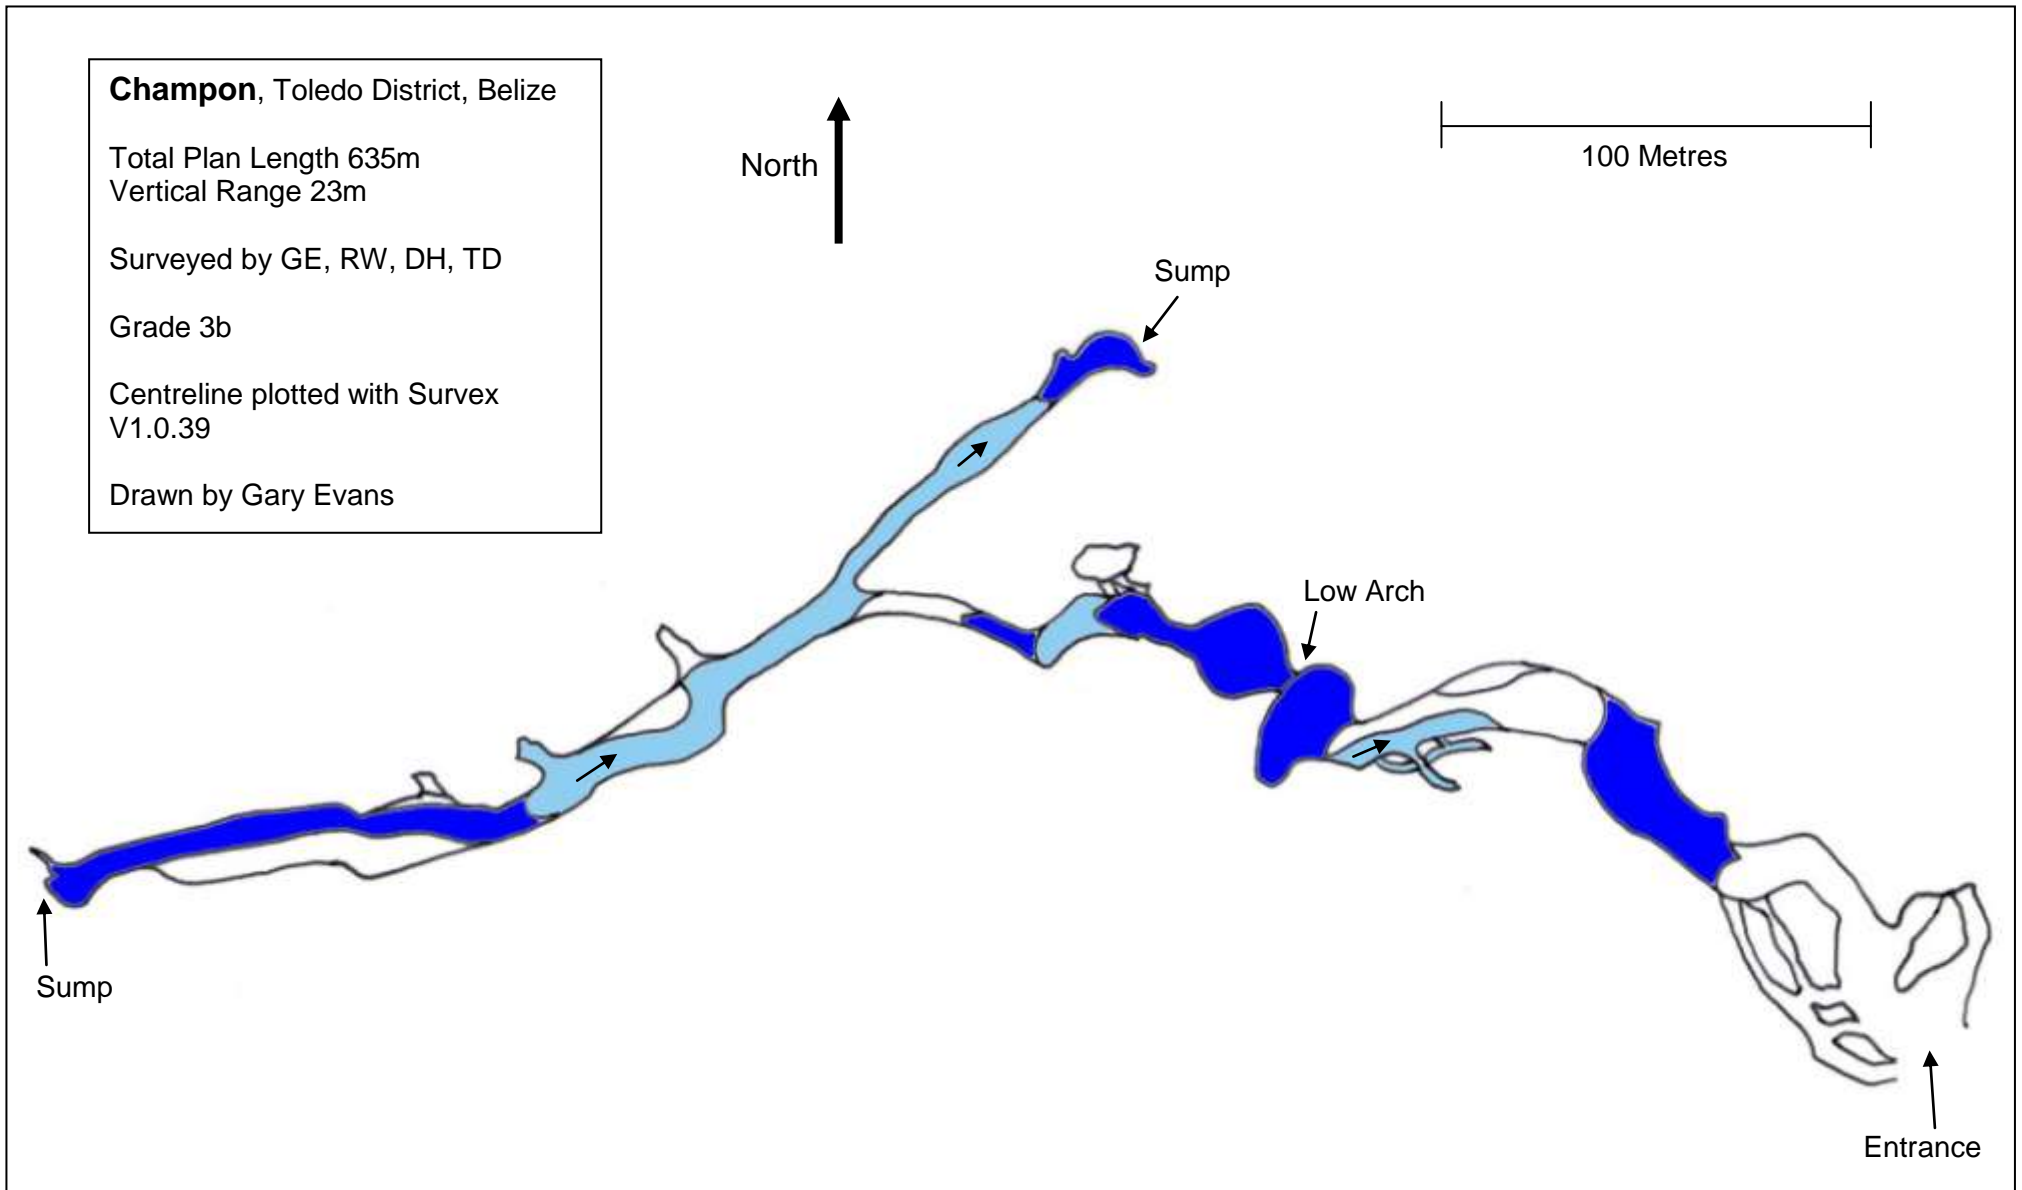 Champon, Toledo District, Belize
Total Plan Length 635m
Vertical Range 23m
Surveyed by GE, RW, DH, TD
Grade 3b
Centreline plotted with Survex
V1.0.39
Drawn by Gary Evans
North
100 Metres
Sump
Low Arch
Sump
Entrance